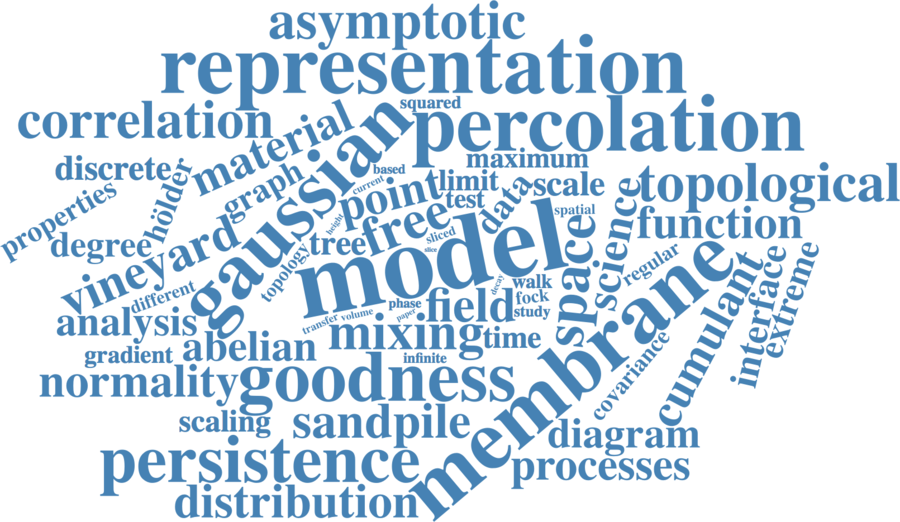 asymptotic
representation
correlation
squared
percolation
material
gaussian
maximum
discrete
based
hölder
graph
current
point
limit
test
data
scale
topological
properties
height
free
spatial
function
degree
vineyard
tree
sliced
slice
model
space
science
topology
regular
different
decay
walk
fock
study
membrane
cumulant
interface
extreme
analysis
transfer
volume
phase
paper
field
mixing
time
gradient
abelian
infinite
covariance
normality
goodness
scaling
sandpile
diagram
persistence
processes
distribution